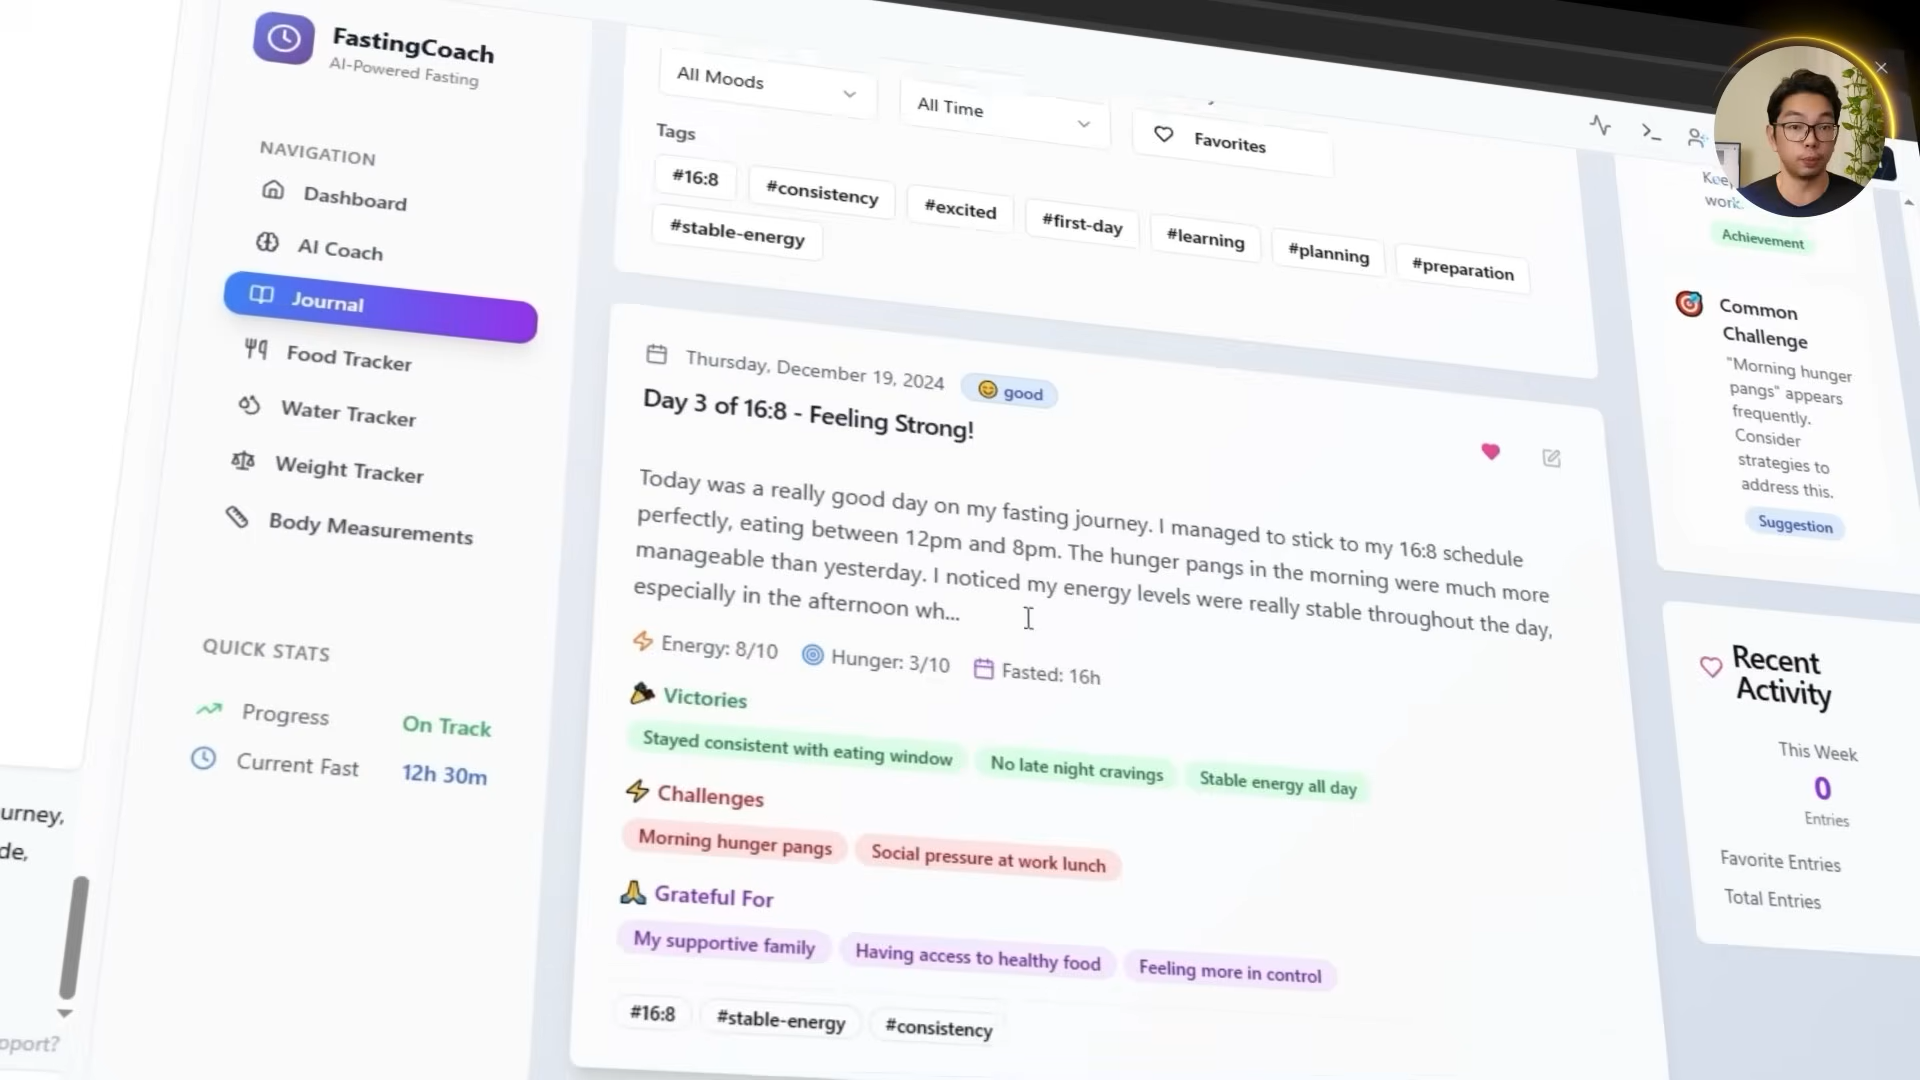 FastingCoach
AI-Powered Fasting
NAVIGATION
Dashboard
AI Coach
Journal
Food Tracker
Water Tracker
Weight Tracker
Body Measurements
QUICK STATS
Progress
On Track
Current Fast
12h 30m
urney,
de,
pport?
All Moods
All Time
Favorites
Tags
#16:8
#consistency
#excited
#first-day
#learning
#planning
#preparation
#stable-energy
Thursday, December 19, 2024
good
Day 3 of 16:8 - Feeling Strong!
Today was a really good day on my fasting journey. I managed to stick to my 16:8 schedule
perfectly, eating between 12pm and 8pm. The hunger pangs in the morning were much more
manageable than yesterday. I noticed my energy levels were really stable throughout the day,
especially in the afternoon wh...
Energy: 8/10
Hunger: 3/10
Fasted: 16h
Victories
Stayed consistent with eating window
No late night cravings
Stable energy all day
Challenges
Morning hunger pangs
Social pressure at work lunch
Grateful For
My supportive family
Having access to healthy food
Feeling more in control
#16:8
#stable-energy
#consistency
work.
Achievement
Common
Challenge
"Morning hunger
pangs" appears
frequently.
Consider
strategies to
address this.
Suggestion
Recent
Activity
This Week
0
Entries
Favorite Entries
Total Entries